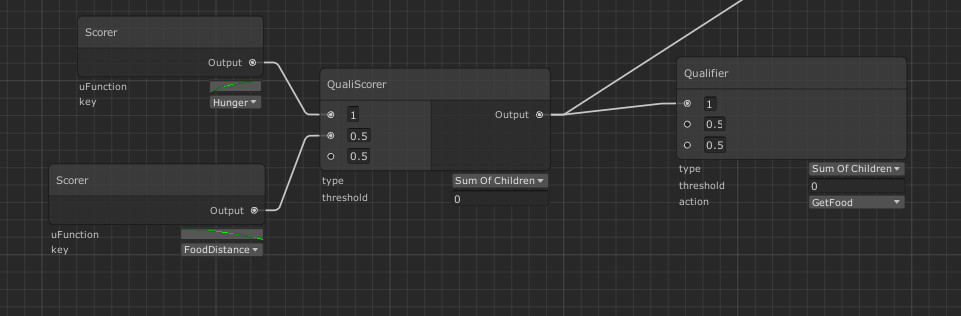 Scorer
Output
uFunction
key Hunger
QualiScorer
1 Output
0.5
0.5
type Sum Of Children
threshold 0
Scorer
Output
uFunction
key FoodDistance
Qualifier
1
0.5
0.5
type Sum Of Children
threshold 0
action GetFood